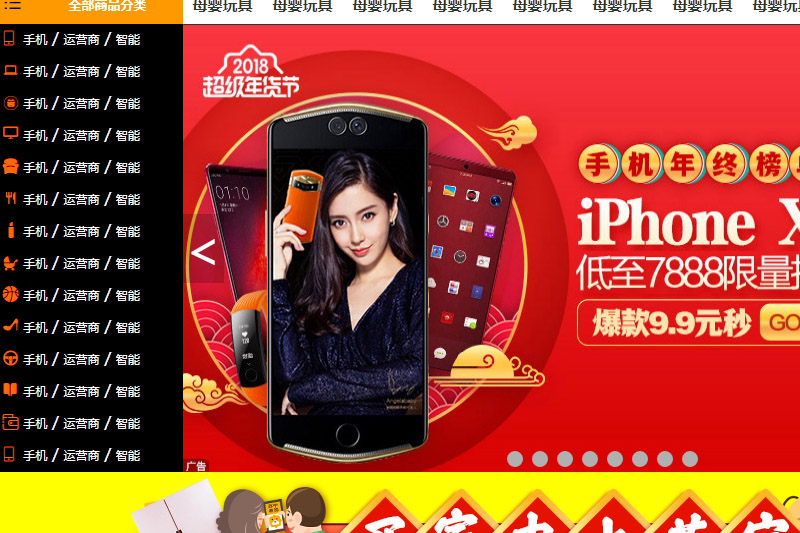 全部商品分类 母婴玩具 母婴玩具 母婴玩具 母婴玩具 母婴玩具 母婴玩具 母婴玩具 母婴玩具
手机 / 运营商 / 智能
手机 / 运营商 / 智能
手机 / 运营商 / 智能
手机 / 运营商 / 智能
手机 / 运营商 / 智能
手机 / 运营商 / 智能
手机 / 运营商 / 智能
手机 / 运营商 / 智能
手机 / 运营商 / 智能
手机 / 运营商 / 智能
手机 / 运营商 / 智能
手机 / 运营商 / 智能
手机 / 运营商 / 智能
手机 / 运营商 / 智能
2018
超级年货节
01:10
<
Angelababy
手机年终榜
iPhone X
低至7888限量
爆款9.9元秒
GO
广告